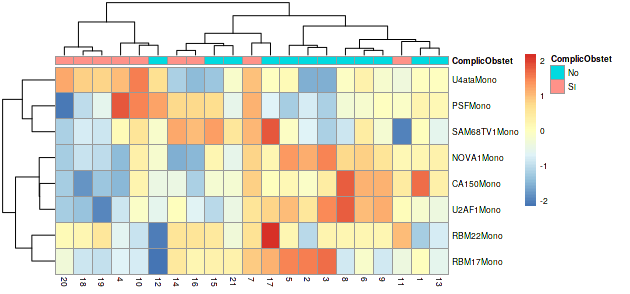 ComplicObstet
ComplicObstet
No
SI
U4ataMono
PSFMono
SAM68TV1Mono
NOVA1Mono
CA150Mono
U2AF1Mono
RBM22Mono
RBM17Mono
2
1
0
-1
-2
20 18 19 4 10 12 14 16 15 21 7 17 5 2 3 8 6 9 11 1 13